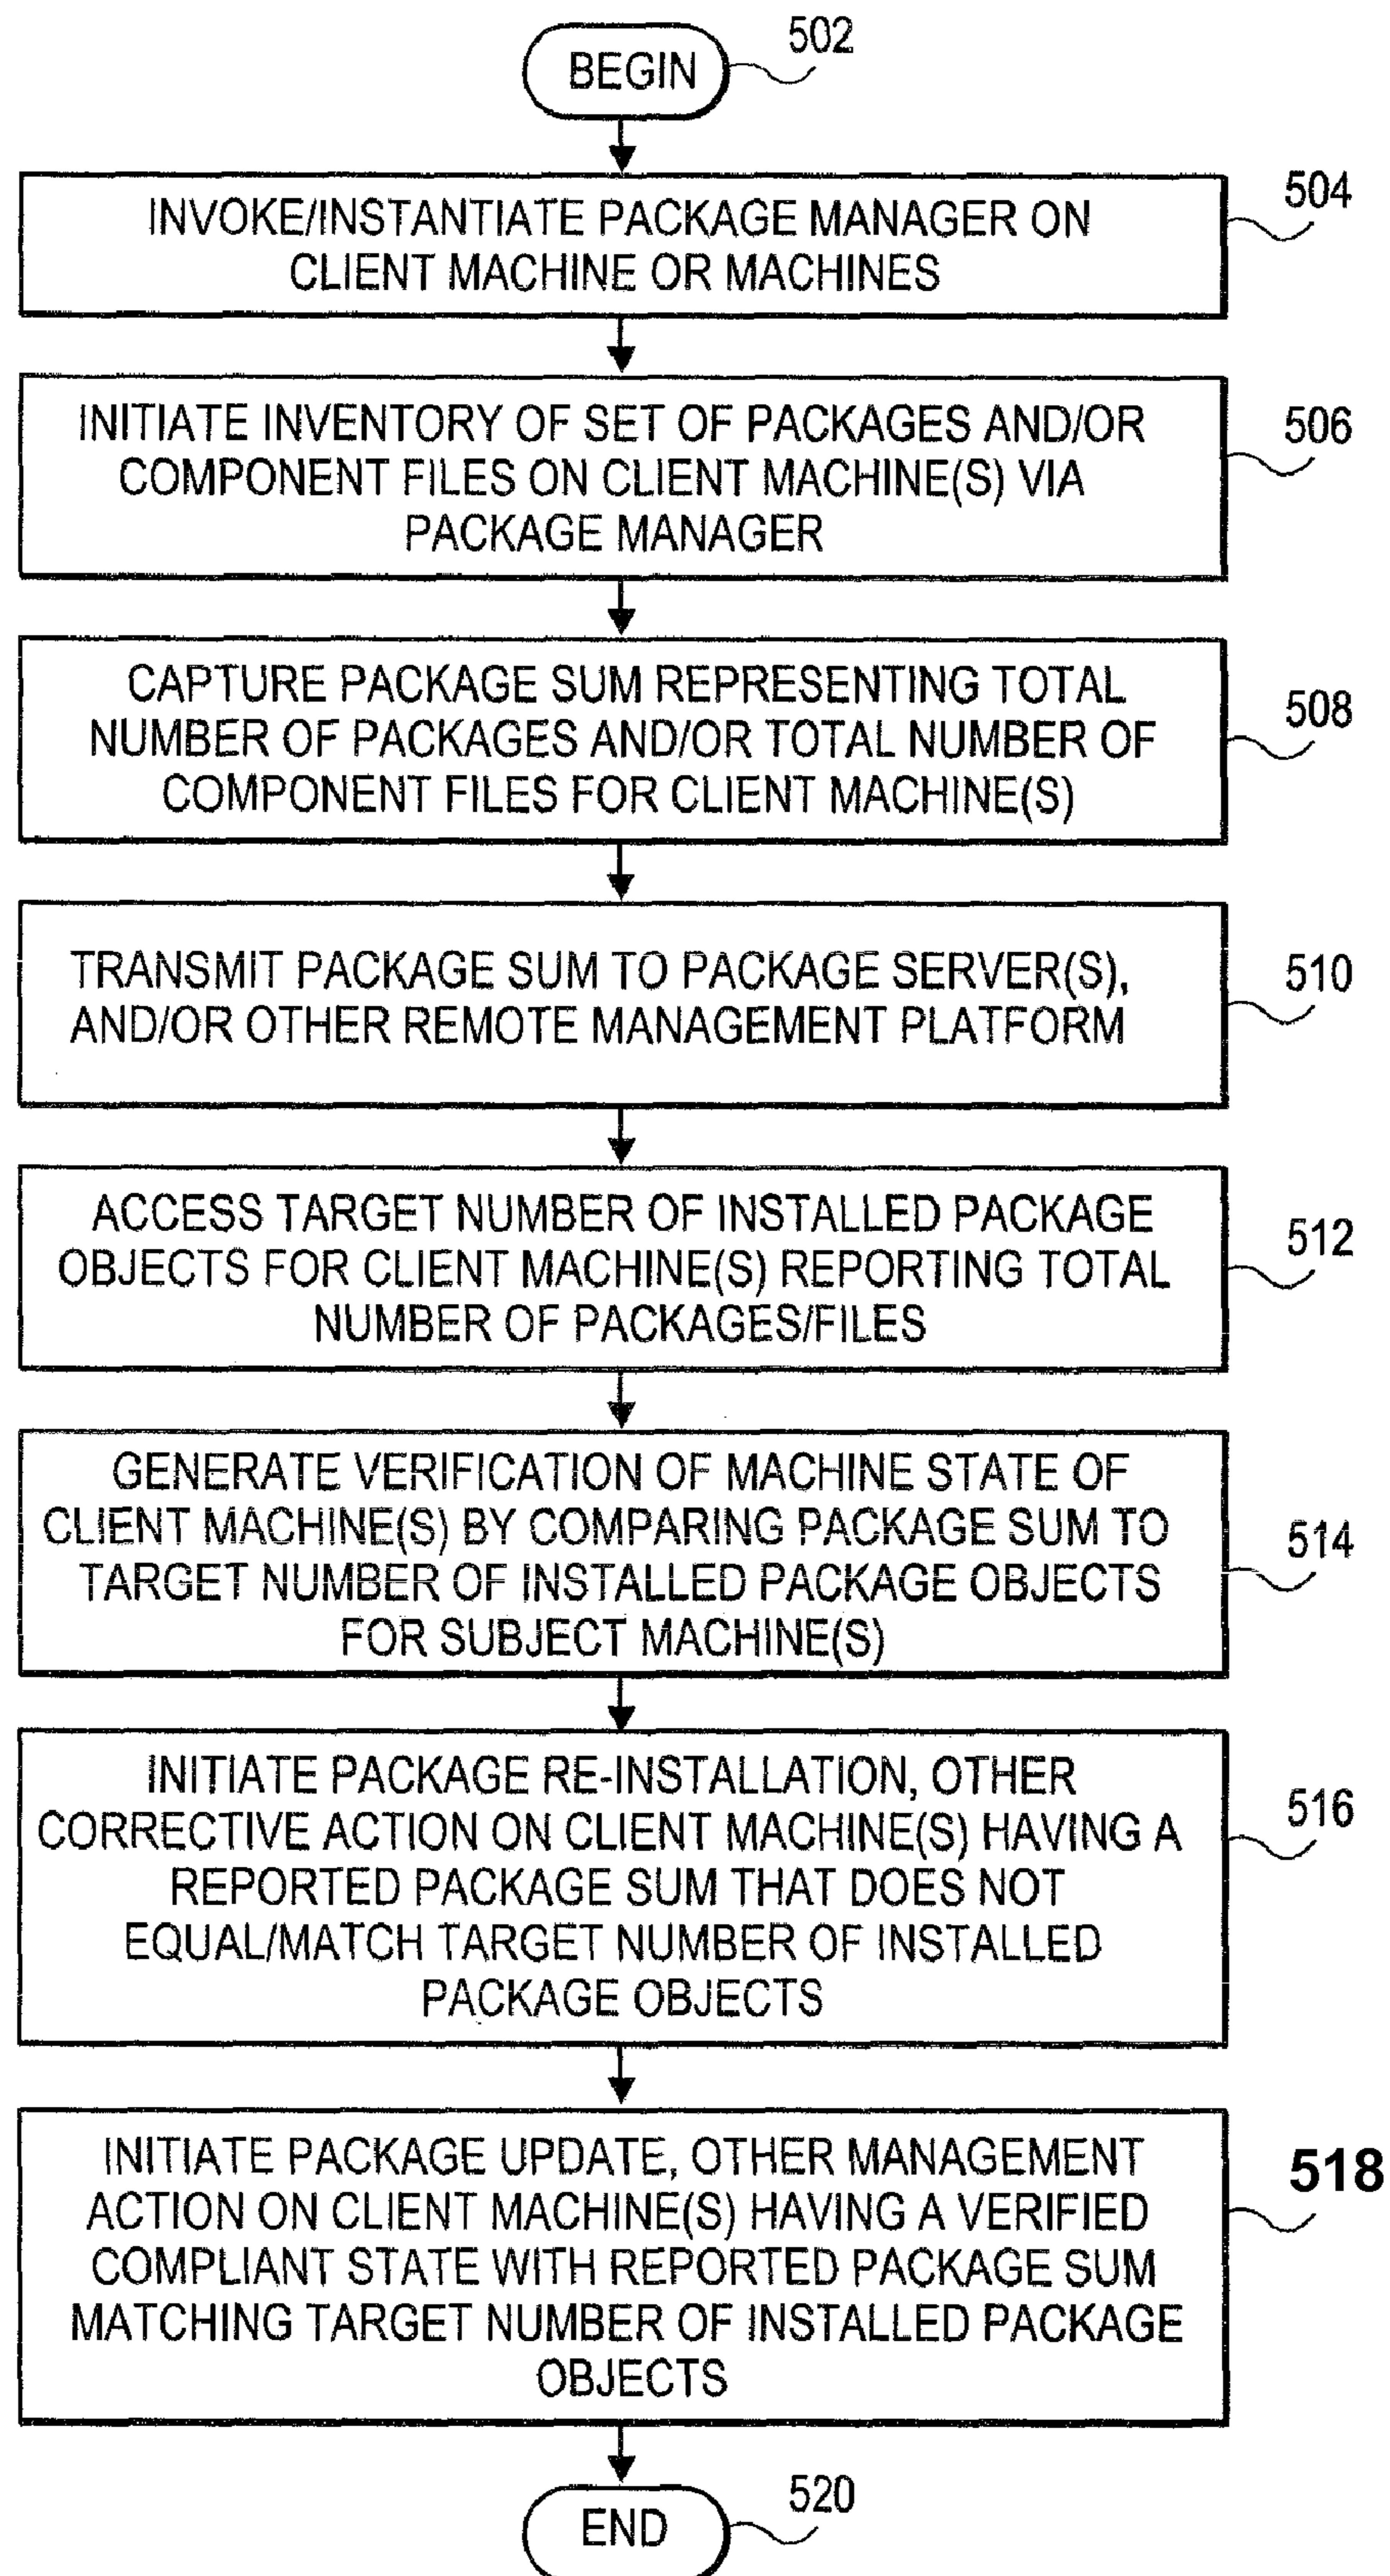 BEGIN
502
INVOKE/INSTANTIATE PACKAGE MANAGER ON
CLIENT MACHINE OR MACHINES
504
INITIATE INVENTORY OF SET OF PACKAGES AND/OR
COMPONENT FILES ON CLIENT MACHINE(S) VIA
PACKAGE MANAGER
506
CAPTURE PACKAGE SUM REPRESENTING TOTAL
NUMBER OF PACKAGES AND/OR TOTAL NUMBER OF
COMPONENT FILES FOR CLIENT MACHINE(S)
508
TRANSMIT PACKAGE SUM TO PACKAGE SERVER(S),
AND/OR OTHER REMOTE MANAGEMENT PLATFORM
510
ACCESS TARGET NUMBER OF INSTALLED PACKAGE
OBJECTS FOR CLIENT MACHINE(S) REPORTING TOTAL
NUMBER OF PACKAGES/FILES
512
GENERATE VERIFICATION OF MACHINE STATE OF
CLIENT MACHINE(S) BY COMPARING PACKAGE SUM TO
TARGET NUMBER OF INSTALLED PACKAGE OBJECTS
FOR SUBJECT MACHINE(S)
514
INITIATE PACKAGE RE-INSTALLATION, OTHER
CORRECTIVE ACTION ON CLIENT MACHINE(S) HAVING A
REPORTED PACKAGE SUM THAT DOES NOT
EQUAL/MATCH TARGET NUMBER OF INSTALLED
PACKAGE OBJECTS
516
INITIATE PACKAGE UPDATE, OTHER MANAGEMENT
ACTION ON CLIENT MACHINE(S) HAVING A VERIFIED
COMPLIANT STATE WITH REPORTED PACKAGE SUM
MATCHING TARGET NUMBER OF INSTALLED PACKAGE
OBJECTS
518
END
520